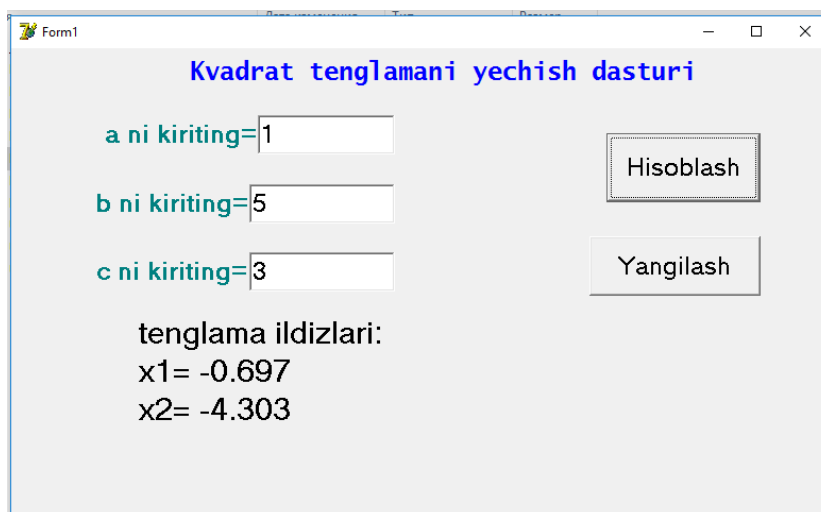 Form1
Kvadrat tenglamani yechish dasturi
a ni kiriting=1
Hisoblash
b ni kiriting=5
c ni kiriting=3
Yangilash
tenglama ildizlari:
x1= -0.697
x2= -4.303